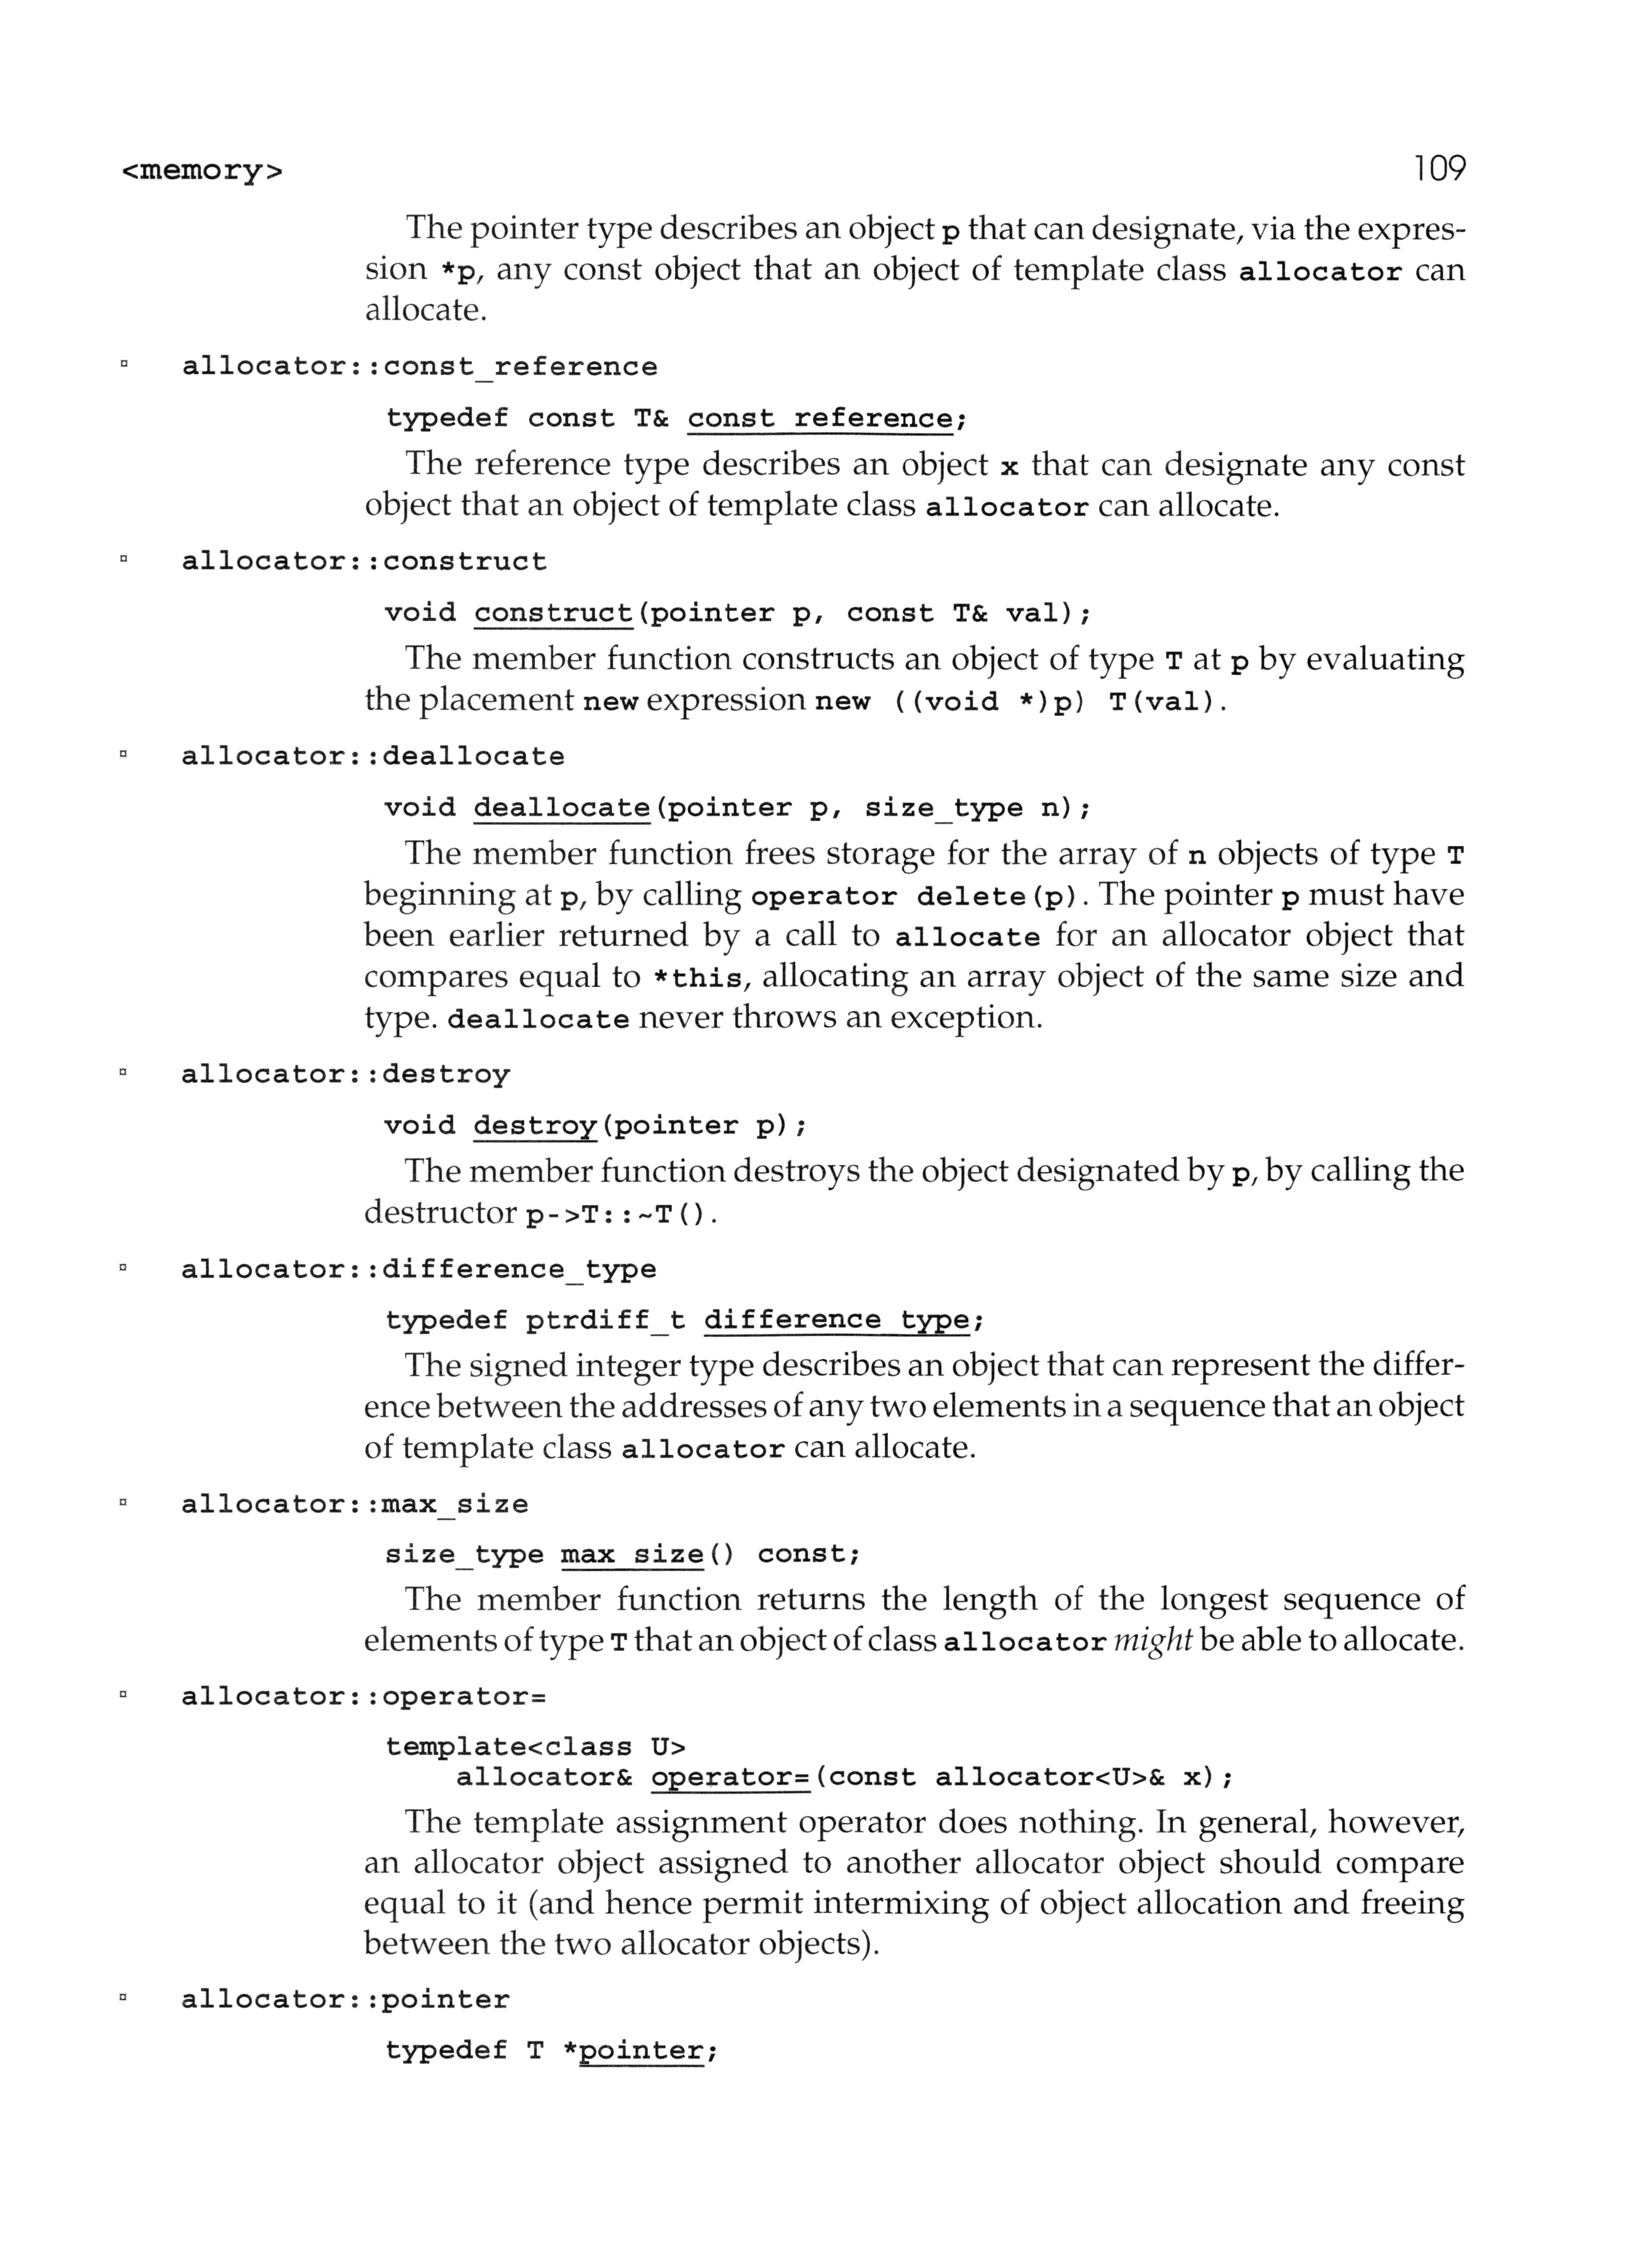 <memory> 109
The pointer type describes an object p that can designate, via the expres-
sion *p, any const object that an object of template class allocator can
allocate.
¤ allocator::const_reference
typedef const T& const_reference;
The reference type describes an object x that can designate any const
object that an object of template class allocator can allocate.
¤ allocator::construct
void construct(pointer p, const T& val);
The member function constructs an object of type T at p by evaluating
the placement new expression new ((void *)p) T(val).
¤ allocator::deallocate
void deallocate(pointer p, size_type n);
The member function frees storage for the array of n objects of type T
beginning at p, by calling operator delete(p). The pointer p must have
been earlier returned by a call to allocate for an allocator object that
compares equal to *this, allocating an array object of the same size and
type. deallocate never throws an exception.
¤ allocator::destroy
void destroy(pointer p);
The member function destroys the object designated by p, by calling the
destructor p->T::~T().
¤ allocator::difference_type
typedef ptrdiff_t difference_type;
The signed integer type describes an object that can represent the differ-
ence between the addresses of any two elements in a sequence that an object
of template class allocator can allocate.
¤ allocator::max_size
size_type max_size() const;
The member function returns the length of the longest sequence of
elements of type T that an object of class allocator might be able to allocate.
¤ allocator::operator=
template<class U>
allocator& operator=(const allocator<U>& x);
The template assignment operator does nothing. In general, however,
an allocator object assigned to another allocator object should compare
equal to it (and hence permit intermixing of object allocation and freeing
between the two allocator objects).
¤ allocator::pointer
typedef T *pointer;